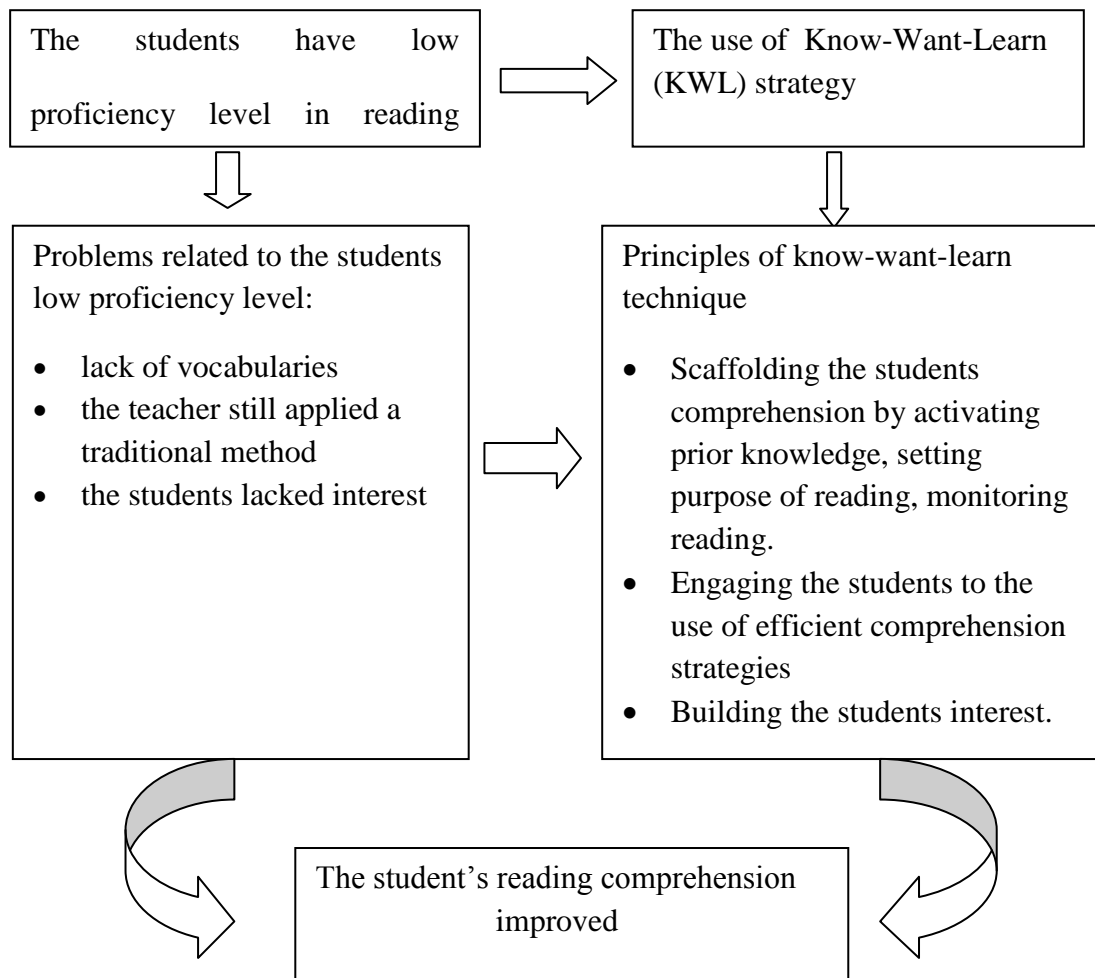 The students have low
proficiency level in reading
The use of Know-Want-Learn
(KWL) strategy
Problems related to the students
low proficiency level:
• lack of vocabularies
• the teacher still applied a
traditional method
• the students lacked interest
Principles of know-want-learn
technique
• Scaffolding the students
comprehension by activating
prior knowledge, setting
purpose of reading, monitoring
reading.
• Engaging the students to the
use of efficient comprehension
strategies
• Building the students interest.
The student’s reading comprehension
improved